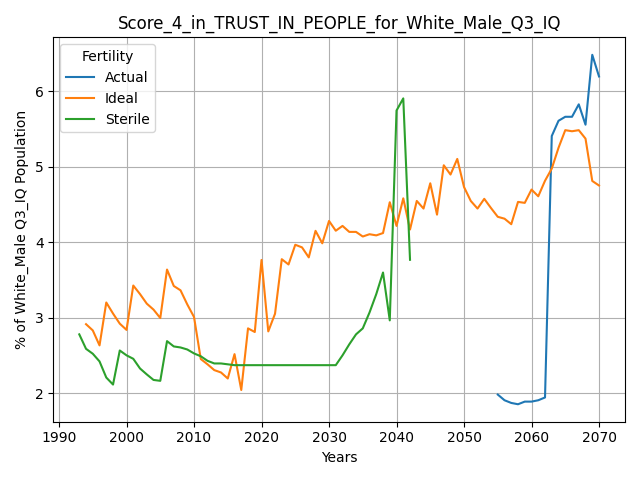 Score_4_in_TRUST_IN_PEOPLE_for_White_Male_Q3_IQ
Fertility
Actual
Ideal
Sterile
% of White_Male Q3_IQ Population
6
5
4
3
2
1990
2000
2010
2020
2030
2040
2050
2060
2070
Years